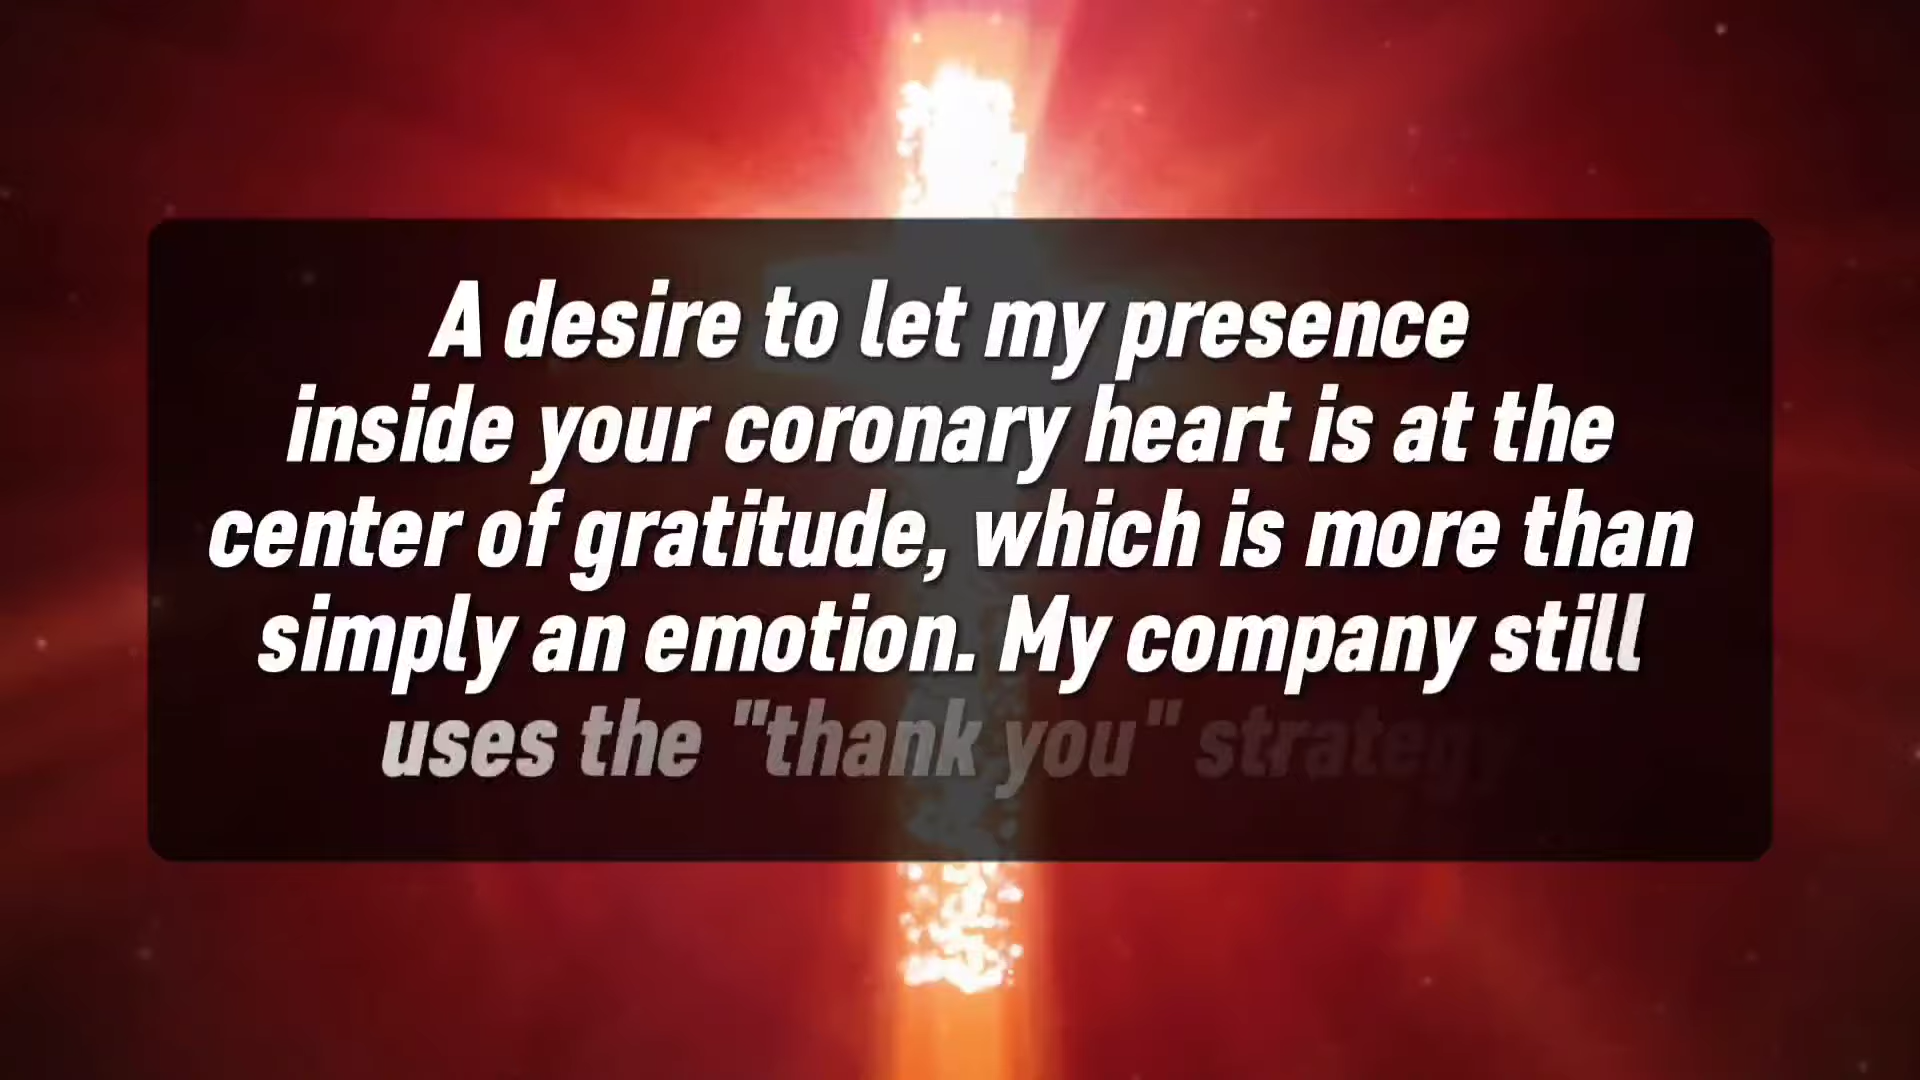 A desire to let my presence
inside your coronary heart is at the
center of gratitude, which is more than
simply an emotion. My company still
uses the "thank you" strategy